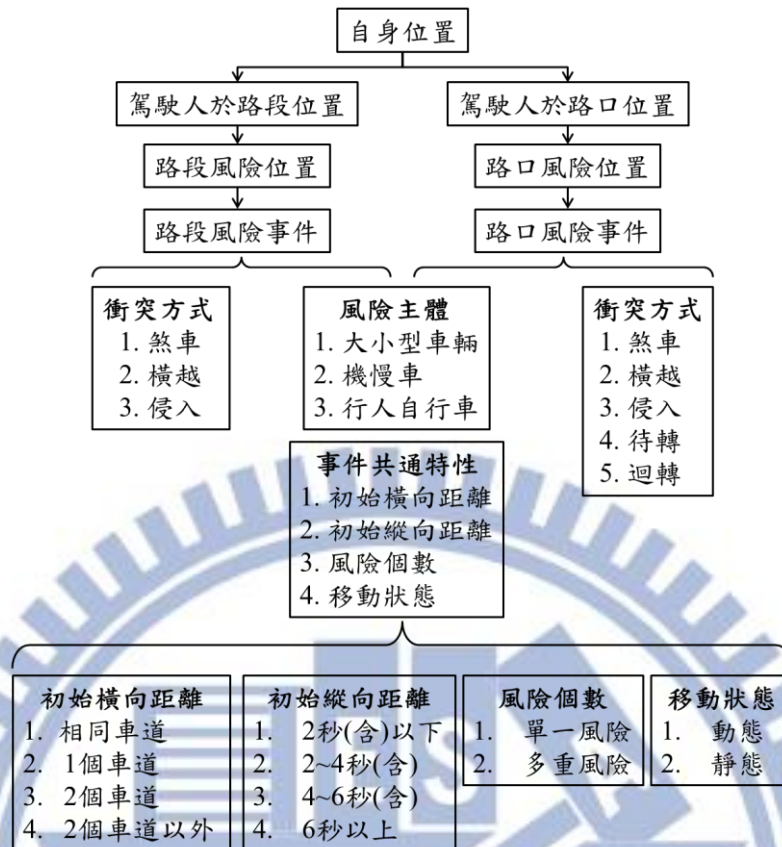 自身位置
駕駛人於路段位置
駕駛人於路口位置
路段風險位置
路口風險位置
路段風險事件
路口風險事件
衝突方式
1. 煞車
2. 橫越
3. 侵入
風險主體
1. 大小型車輛
2. 機慢車
3. 行人自行車
衝突方式
1. 煞車
2. 橫越
3. 侵入
4. 待轉
5. 迴轉
事件共通特性
1. 初始橫向距離
2. 初始縱向距離
3. 風險個數
4. 移動狀態
初始橫向距離
1. 相同車道
2. 1個車道
3. 2個車道
4. 2個車道以外
初始縱向距離
1. 2秒(含)以下
2. 2~4秒(含)
3. 4~6秒(含)
4. 6秒以上
風險個數
1. 單一風險
2. 多重風險
移動狀態
1. 動態
2. 靜態